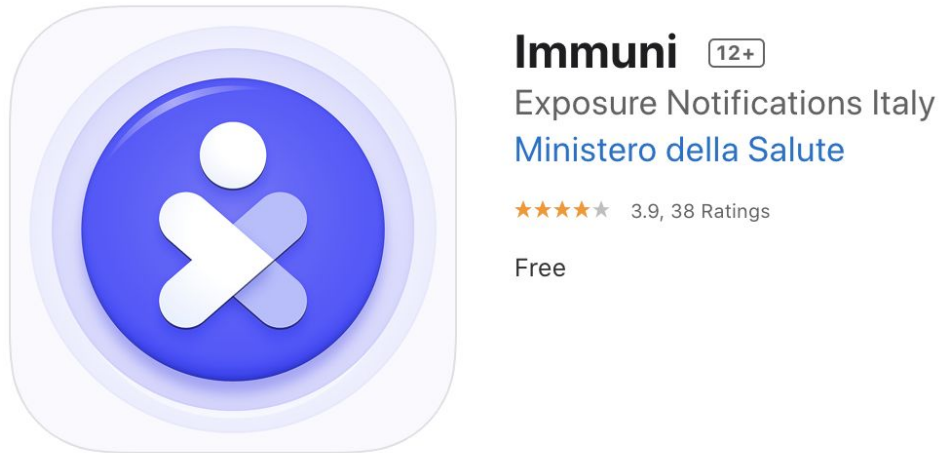 Immuni 12+
Exposure Notifications Italy
Ministero della Salute
3.9, 38 Ratings
Free